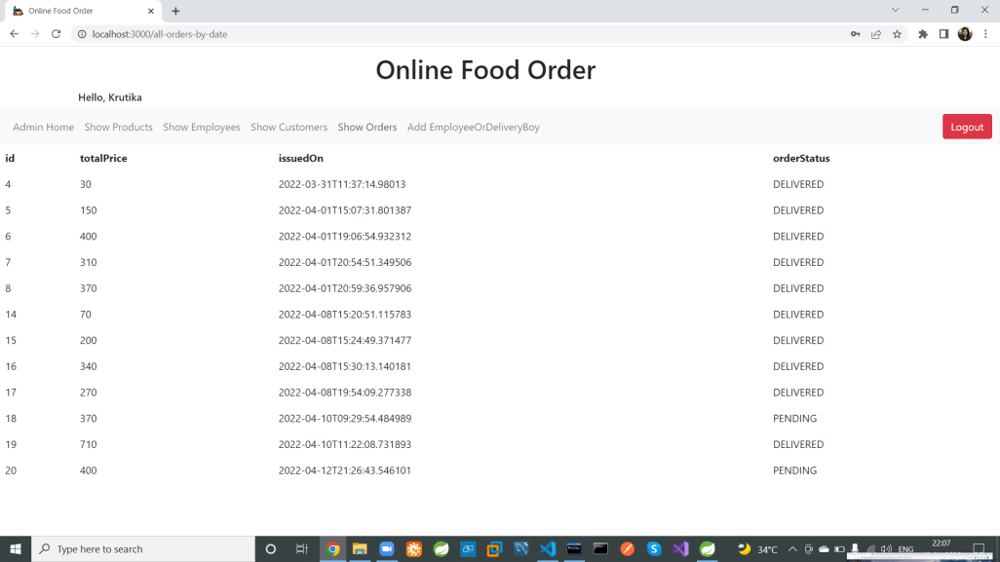 Online Food Order
localhost:3000/all-orders-by-date
Online Food Order
Hello, Krutika
Admin Home Show Products Show Employees Show Customers Show Orders Add EmployeeOrDeliveryBoy Logout
id totalPrice issuedOn orderStatus
4 30 2022-03-31T11:37:14.98013 DELIVERED
5 150 2022-04-01T15:07:31.801387 DELIVERED
6 400 2022-04-01T19:06:54.932312 DELIVERED
7 310 2022-04-01T20:54:51.349506 DELIVERED
8 370 2022-04-01T20:59:36.957906 DELIVERED
14 70 2022-04-08T15:20:51.115783 DELIVERED
15 200 2022-04-08T15:24:49.371477 DELIVERED
16 340 2022-04-08T15:30:13.140181 DELIVERED
17 270 2022-04-08T19:54:09.277338 DELIVERED
18 370 2022-04-10T09:29:54.484989 PENDING
19 710 2022-04-10T11:22:08.731893 DELIVERED
20 400 2022-04-12T21:26:43.546101 PENDING
Type here to search 34°C ENG 22:07